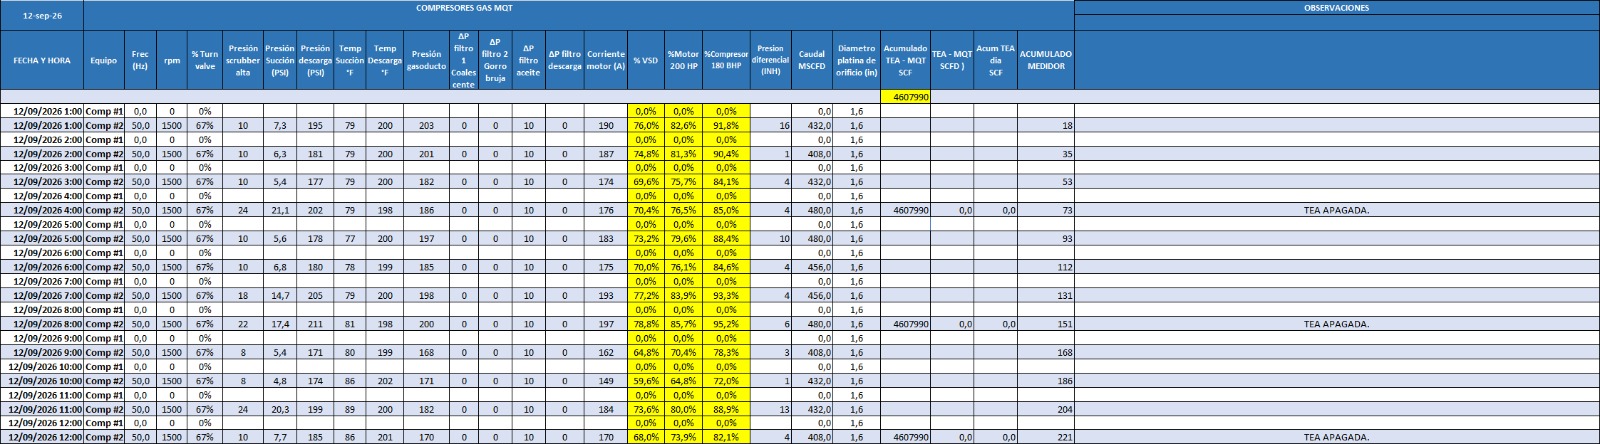 12-sep-26 COMPRESORES GAS MQT OBSERVACIONES
FECHA Y HORA Equipo Frec (Hz) rpm % Turn valve Presión scrubber alta Presión Succión (PSI) Presión descarga (PSI) Temp Succión °F Temp Descarga °F Presión gasoducto ΔP filtro 1 Coales cente ΔP filtro 2 Gorro bruja ΔP filtro aceite ΔP filtro descarga Corriente motor (A) % VSD %Motor 200 HP %Compresor 180 BHP Presion diferencial (INH) Caudal MSCFD Diametro platina de orificio (in) Acumulado TEA - MQT SCF TEA - MQT SCFD ) Acum TEA dia SCF ACUMULADO MEDIDOR
4607990
12/09/2026 1:00 Comp #1 0,0 0 0% 0,0% 0,0% 0,0% 0,0 1,6
12/09/2026 1:00 Comp #2 50,0 1500 67% 10 7,3 195 79 200 203 0 0 10 0 190 76,0% 82,6% 91,8% 16 432,0 1,6 18
12/09/2026 2:00 Comp #1 0,0 0 0% 0,0% 0,0% 0,0% 0,0 1,6
12/09/2026 2:00 Comp #2 50,0 1500 67% 10 6,3 181 79 200 201 0 0 10 0 187 74,8% 81,3% 90,4% 1 408,0 1,6 35
12/09/2026 3:00 Comp #1 0,0 0 0% 0,0% 0,0% 0,0% 0,0 1,6
12/09/2026 3:00 Comp #2 50,0 1500 67% 10 5,4 177 79 200 182 0 0 10 0 174 69,6% 75,7% 84,1% 4 432,0 1,6 53
12/09/2026 4:00 Comp #1 0,0 0 0% 0,0% 0,0% 0,0% 0,0 1,6
12/09/2026 4:00 Comp #2 50,0 1500 67% 24 21,1 202 79 198 186 0 0 10 0 176 70,4% 76,5% 85,0% 4 480,0 1,6 4607990 0,0 0,0 73 TEA APAGADA.
12/09/2026 5:00 Comp #1 0,0 0 0% 0,0% 0,0% 0,0% 0,0 1,6
12/09/2026 5:00 Comp #2 50,0 1500 67% 10 5,6 178 77 200 197 0 0 10 0 183 73,2% 79,6% 88,4% 10 480,0 1,6 93
12/09/2026 6:00 Comp #1 0,0 0 0% 0,0% 0,0% 0,0% 0,0 1,6
12/09/2026 6:00 Comp #2 50,0 1500 67% 10 6,8 180 78 199 185 0 0 10 0 175 70,0% 76,1% 84,6% 4 456,0 1,6 112
12/09/2026 7:00 Comp #1 0,0 0 0% 0,0% 0,0% 0,0% 0,0 1,6
12/09/2026 7:00 Comp #2 50,0 1500 67% 18 14,7 205 79 200 198 0 0 10 0 193 77,2% 83,9% 93,3% 4 456,0 1,6 131
12/09/2026 8:00 Comp #1 0,0 0 0% 0,0% 0,0% 0,0% 0,0 1,6
12/09/2026 8:00 Comp #2 50,0 1500 67% 22 17,4 211 81 198 200 0 0 10 0 197 78,8% 85,7% 95,2% 6 480,0 1,6 4607990 0,0 0,0 151 TEA APAGADA.
12/09/2026 9:00 Comp #1 0,0 0 0% 0,0% 0,0% 0,0% 0,0 1,6
12/09/2026 9:00 Comp #2 50,0 1500 67% 8 5,4 171 80 199 168 0 0 10 0 162 64,8% 70,4% 78,3% 3 408,0 1,6 168
12/09/2026 10:00 Comp #1 0,0 0 0% 0,0% 0,0% 0,0% 0,0 1,6
12/09/2026 10:00 Comp #2 50,0 1500 67% 8 4,8 174 86 202 171 0 0 10 0 149 59,6% 64,8% 72,0% 1 432,0 1,6 186
12/09/2026 11:00 Comp #1 0,0 0 0% 0,0% 0,0% 0,0% 0,0 1,6
12/09/2026 11:00 Comp #2 50,0 1500 67% 24 20,3 199 89 200 182 0 0 10 0 184 73,6% 80,0% 88,9% 13 432,0 1,6 204
12/09/2026 12:00 Comp #1 0,0 0 0% 0,0% 0,0% 0,0% 0,0 1,6
12/09/2026 12:00 Comp #2 50,0 1500 67% 10 7,7 185 86 201 170 0 0 10 0 170 68,0% 73,9% 82,1% 4 408,0 1,6 4607990 0,0 0,0 221 TEA APAGADA.